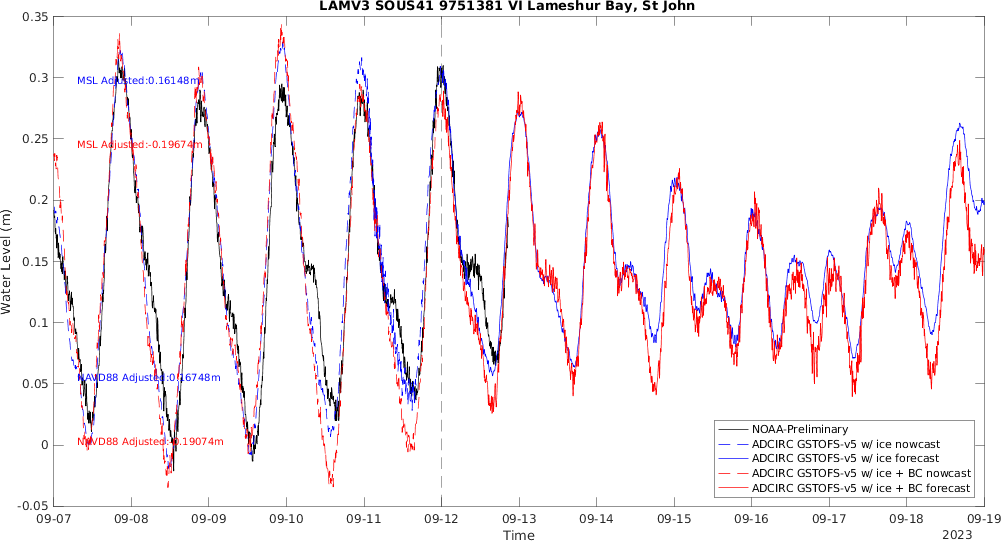 LAMV3 SOUS41 9751381 VI Lameshur Bay, St John
Water Level (m)
0.35
0.3
0.25
0.2
0.15
0.1
0.05
0
-0.05
MSL Adjusted:0.16148m
MSL Adjusted:-0.19674m
NAVD88 Adjusted:0.16748m
NAVD88 Adjusted:-0.19074m
NOAA-Preliminary
ADCIRC GSTOFS-v5 w/ ice nowcast
ADCIRC GSTOFS-v5 w/ ice forecast
ADCIRC GSTOFS-v5 w/ ice + BC nowcast
ADCIRC GSTOFS-v5 w/ ice + BC forecast
09-07 09-08 09-09 09-10 09-11 09-12 09-13 09-14 09-15 09-16 09-17 09-18 09-19
Time
2023